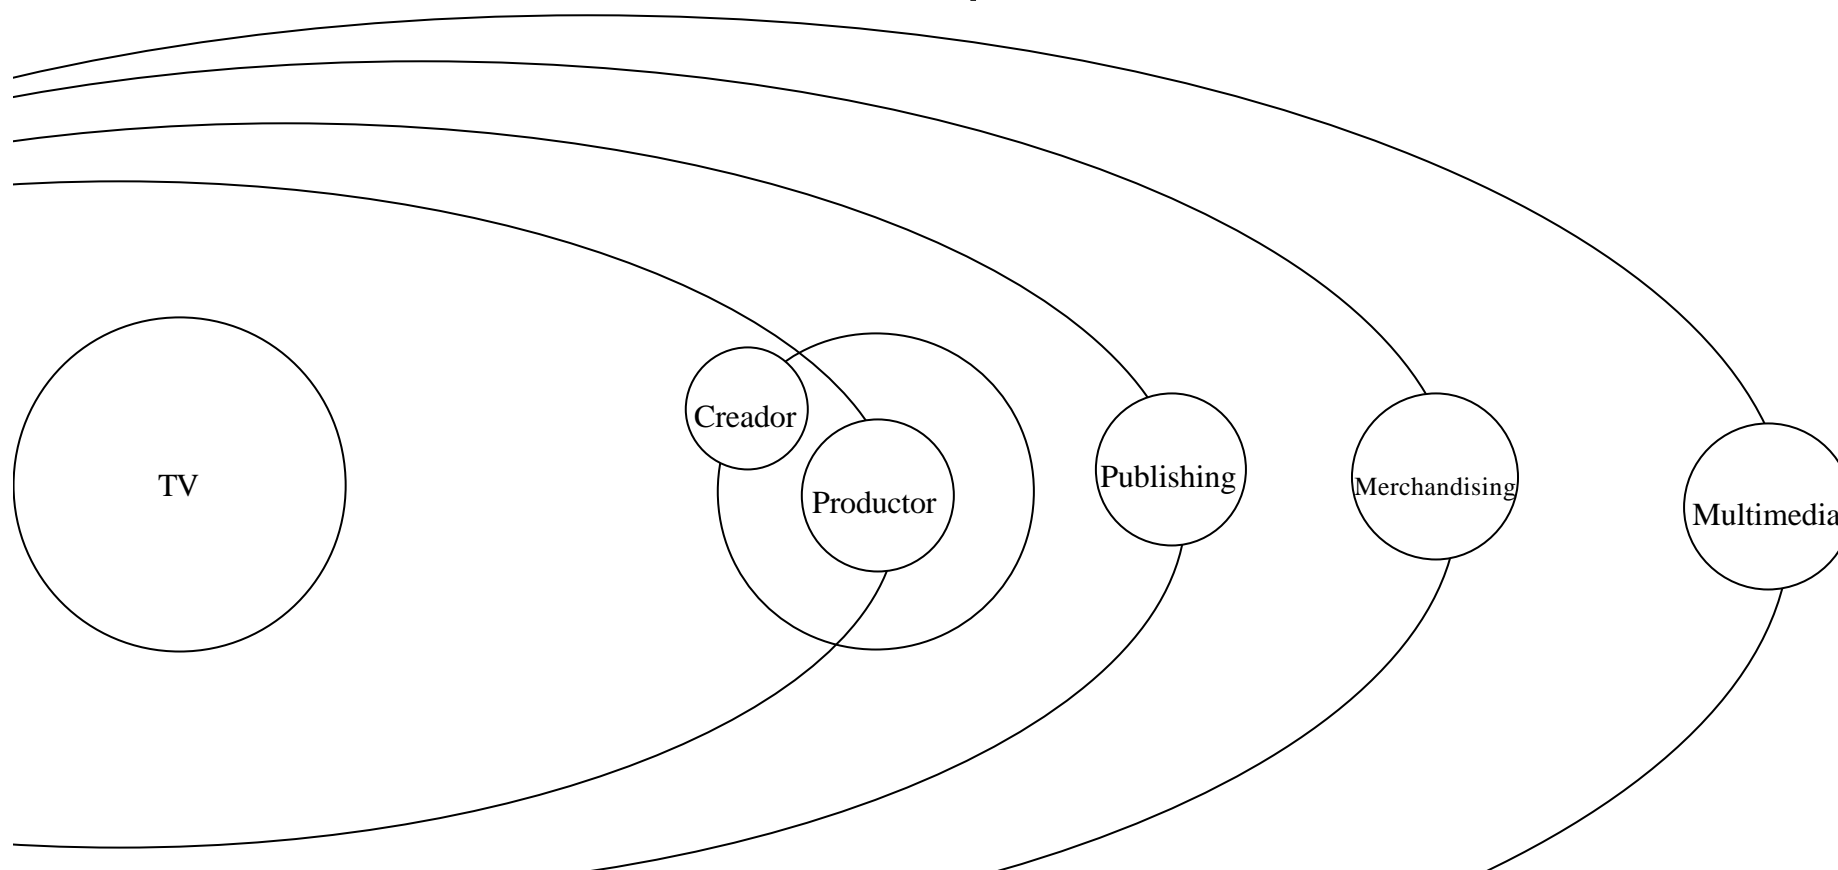 TV
Creador
Productor
Publishing
Merchandising
Multimedia